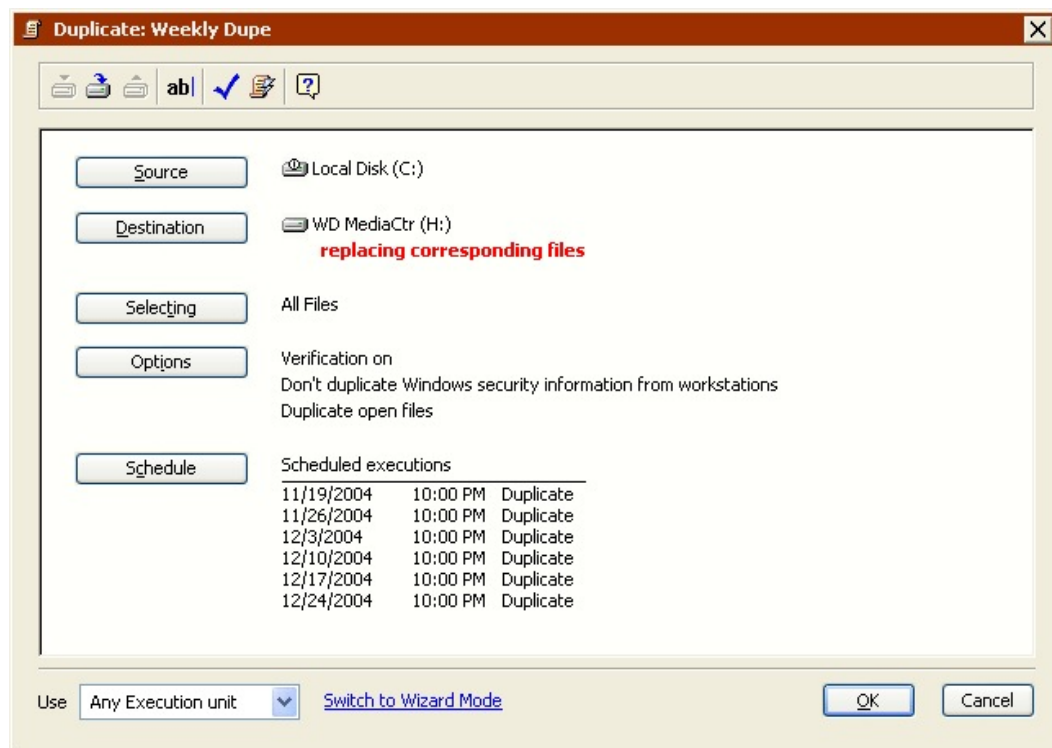 Duplicate: Weekly Dupe
ab
Source
Local Disk (C:)
Destination
WD MediaCtr (H:)
replacing corresponding files
Selecting
All Files
Options
Verification on
Don't duplicate Windows security information from workstations
Duplicate open files
Schedule
Scheduled executions
11/19/2004 10:00 PM Duplicate
11/26/2004 10:00 PM Duplicate
12/3/2004 10:00 PM Duplicate
12/10/2004 10:00 PM Duplicate
12/17/2004 10:00 PM Duplicate
12/24/2004 10:00 PM Duplicate
Use Any Execution unit Switch to Wizard Mode OK Cancel